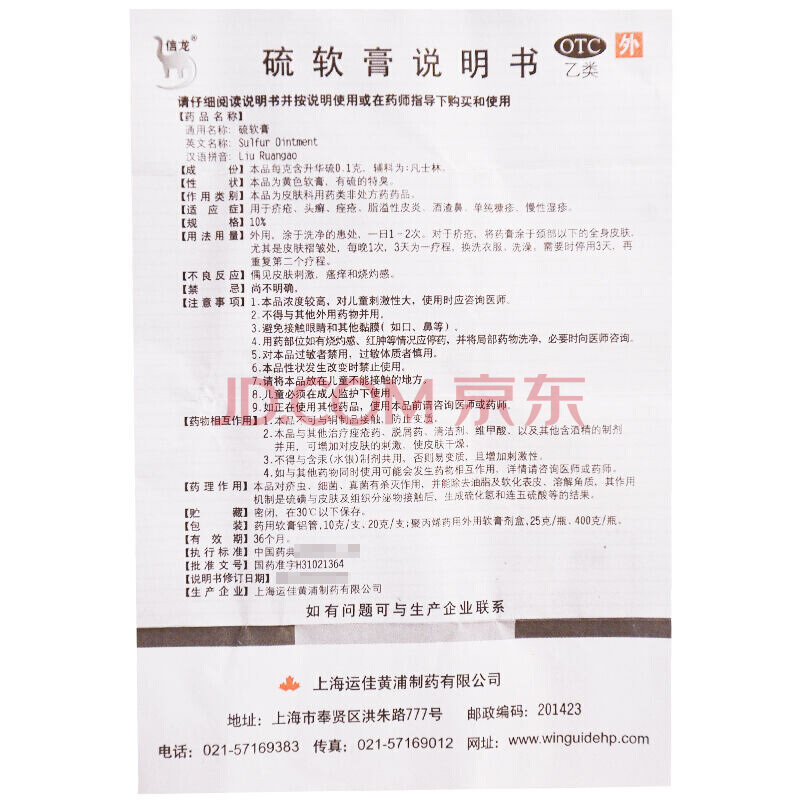 信龙®
硫软膏说明书
OTC
乙类
外
请仔细阅读说明书并按说明使用或在药师指导下购买和使用
【药品名称】
通用名称：硫软膏
英文名称：Sulfur Ointment
汉语拼音：Liu Ruangao
【成 份】本品每克含升华硫0.1克，辅料为:凡士林。
【性 状】本品为黄色软膏，有硫的特臭。
【作用类别】本品为皮肤科用药类非处方药药品。
【适 应 症】用于疥疮、头癣、痤疮、脂溢性皮炎、酒渣鼻、单纯糠疹、慢性湿疹。
【规 格】10%
【用法用量】外用，涂于洗净的患处，一日1~2次。对于疥疮，将药膏涂于颈部以下的全身皮肤，
尤其是皮肤褶皱处，每晚1次，3天为一疗程，换洗衣服、洗澡。需要时停用3天，再
重复第二个疗程。
【不良反应】偶见皮肤刺激，瘙痒和烧灼感。
【禁 忌】尚不明确。
【注意事项】1.本品浓度较高，对儿童刺激性大，使用时应咨询医师。
2.不得与其他外用药物并用。
3.避免接触眼睛和其他黏膜（如口、鼻等）。
4.用药部位如有烧灼感、红肿等情况应停药，并将局部药物洗净，必要时向医师咨询。
5.对本品过敏者禁用，过敏体质者慎用。
6.本品性状发生改变时禁止使用。
7.请将本品放在儿童不能接触的地方。
8.儿童必须在成人监护下使用。
9.如正在使用其他药品，使用本品前请咨询医师或药师。
JD.COM 京东
【药物相互作用】1.本品不可与铜制品接触，防止变质。
2.本品与其他治疗痤疮药、脱屑药、清洁剂、维甲酸，以及其他含酒精的制剂
并用，可增加对皮肤的刺激，使皮肤干燥。
3.不得与含汞(水银)制剂共用，否则易变质，且增加刺激性。
4.如与其他药物同时使用可能会发生药物相互作用，详情请咨询医师或药师。
【药理作用】本品对疥虫、细菌、真菌有杀灭作用，并能除去油脂及软化表皮、溶解角质，其作用
机制是硫磺与皮肤及组织分泌物接触后，生成硫化氢和连五硫酸等的结果。
【贮 藏】密闭，在30℃以下保存。
【包 装】药用软膏铝管,10克/支、20克/支;聚丙烯药用外用软膏剂盒,25克/瓶、400克/瓶。
【有 效 期】36个月。
【执行标准】中国药典
【批准文号】国药准字H31021364
【说明书修订日期】
【生产企业】上海运佳黄浦制药有限公司
如有问题可与生产企业联系
上海运佳黄浦制药有限公司
地址：上海市奉贤区洪朱路777号 邮政编码：201423
电话：021-57169383 传真：021-57169012 网址：www.winguidehp.com